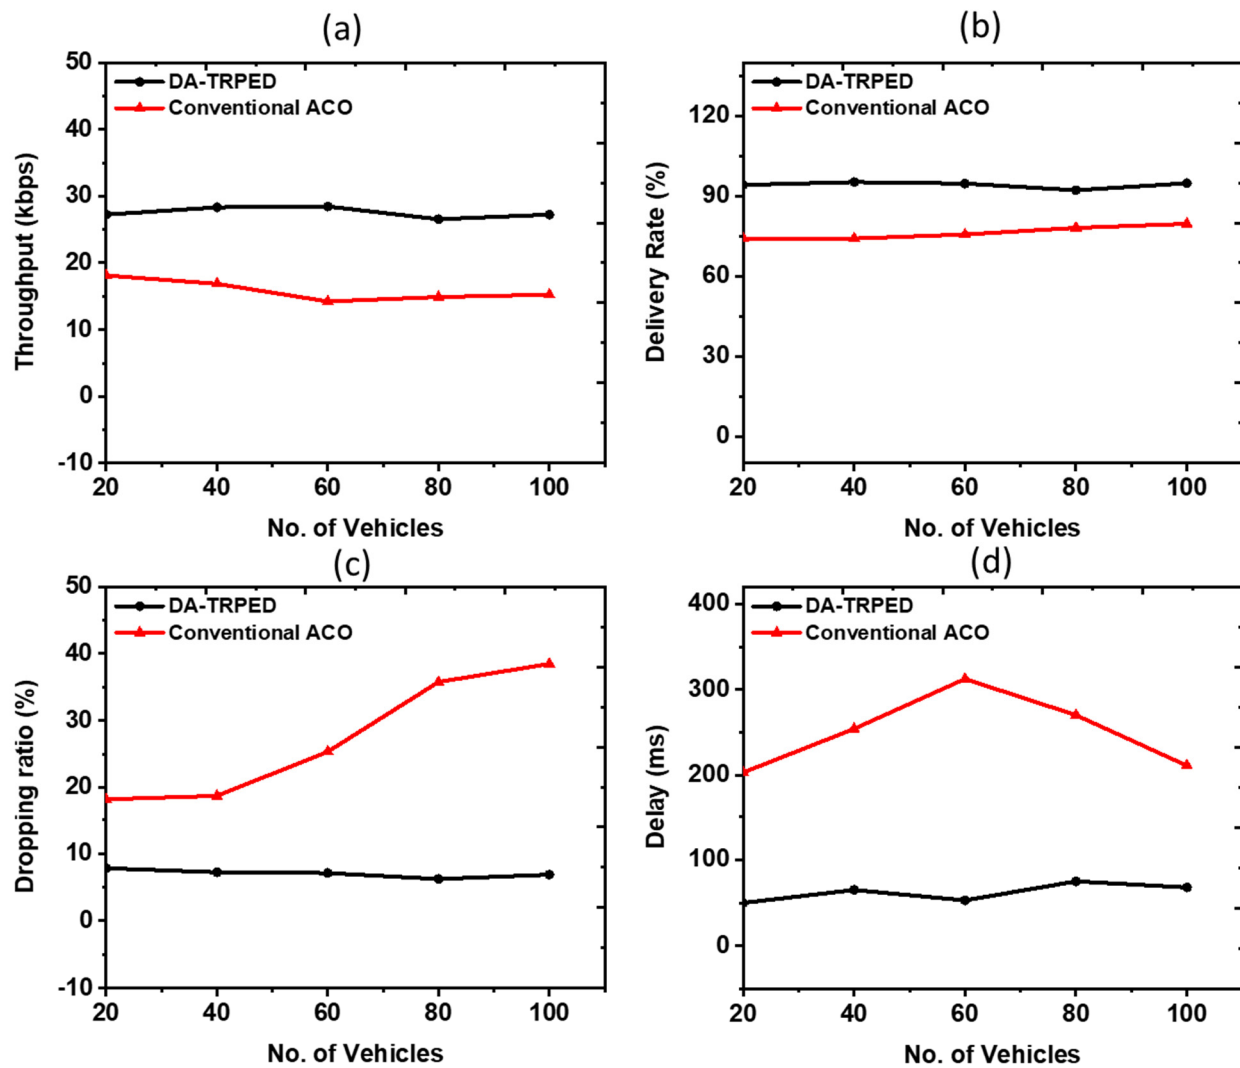 (a)
50
40
30
20
10
0
-10
Throughput (kbps)
DA-TRPED
Conventional ACO
20 40 60 80 100
No. of Vehicles
(b)
120
90
60
30
0
Delivery Rate (%)
DA-TRPED
Conventional ACO
20 40 60 80 100
No. of Vehicles
(c)
50
40
30
20
10
0
-10
Dropping ratio (%)
DA-TRPED
Conventional ACO
20 40 60 80 100
No. of Vehicles
(d)
400
300
200
100
0
Delay (ms)
DA-TRPED
Conventional ACO
20 40 60 80 100
No. of Vehicles